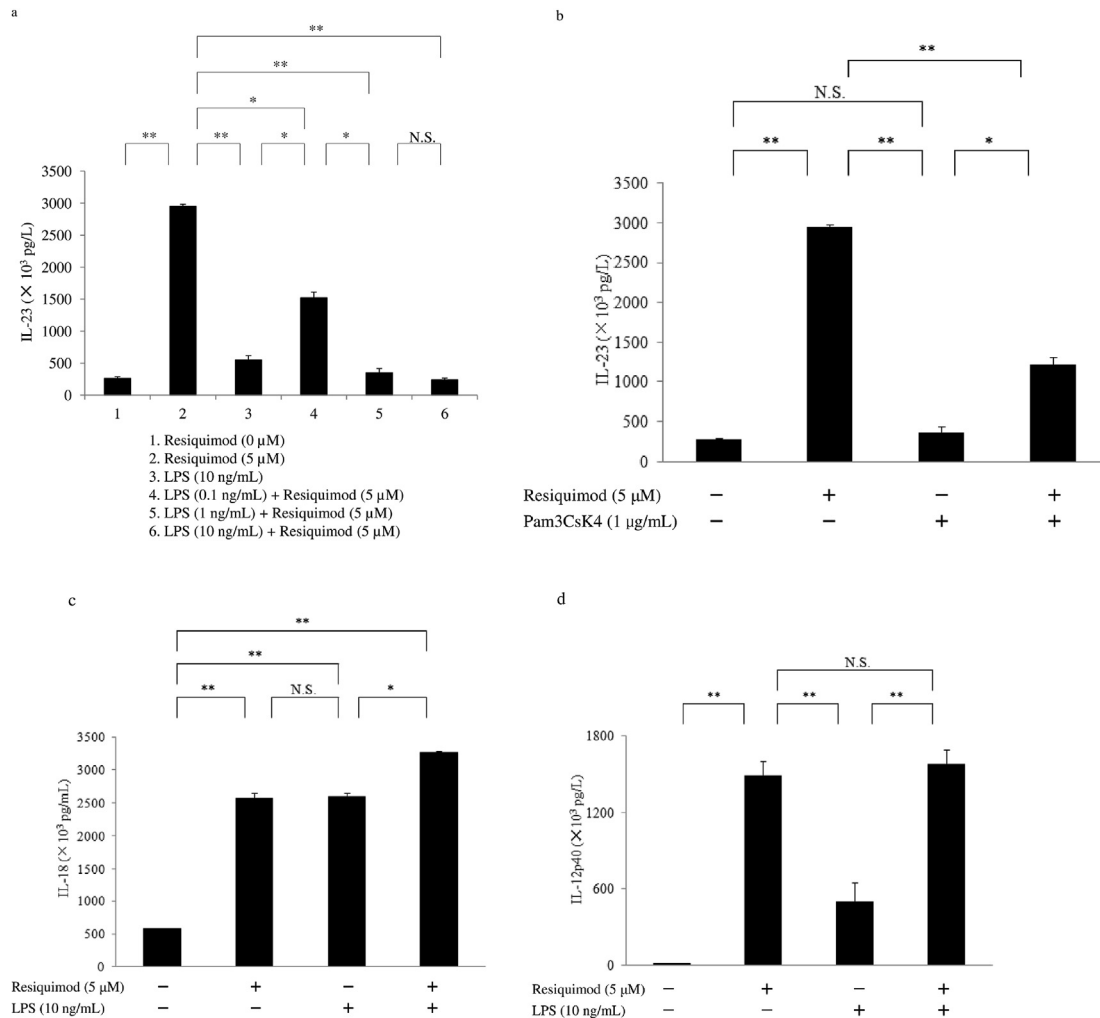 a
**
**
*
** ** * * N.S.
IL-23 (× 10³ pg/L)
3500
3000
2500
2000
1500
1000
500
0
1 2 3 4 5 6
1. Resiquimod (0 µM)
2. Resiquimod (5 µM)
3. LPS (10 ng/mL)
4. LPS (0.1 ng/mL) + Resiquimod (5 µM)
5. LPS (1 ng/mL) + Resiquimod (5 µM)
6. LPS (10 ng/mL) + Resiquimod (5 µM)
b
**
N.S.
** ** *
IL-23 (× 10³ pg/L)
3500
3000
2500
2000
1500
1000
500
0
Resiquimod (5 µM) − + − +
Pam3CsK4 (1 µg/mL) − − + +
c
**
**
** N.S. *
IL-18 (× 10³ pg/mL)
3500
3000
2500
2000
1500
1000
500
0
Resiquimod (5 µM) − + − +
LPS (10 ng/mL) − − + +
d
N.S.
** ** **
IL-12p40 (×10³ pg/L)
1800
1200
600
0
Resiquimod (5 µM) − + − +
LPS (10 ng/mL) − − + +